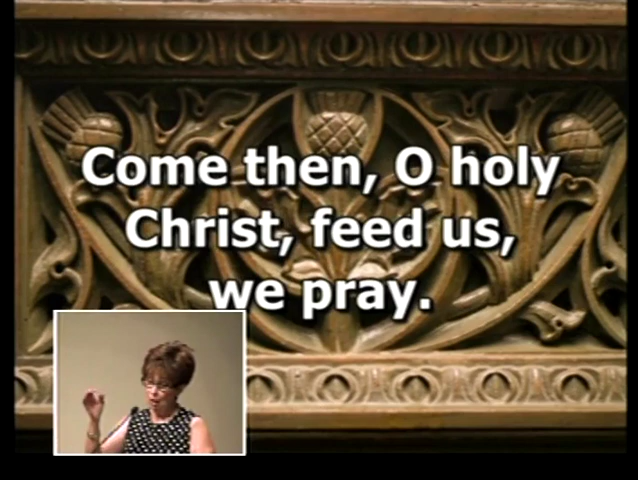 Come then, O holy
Christ, feed us,
we pray.